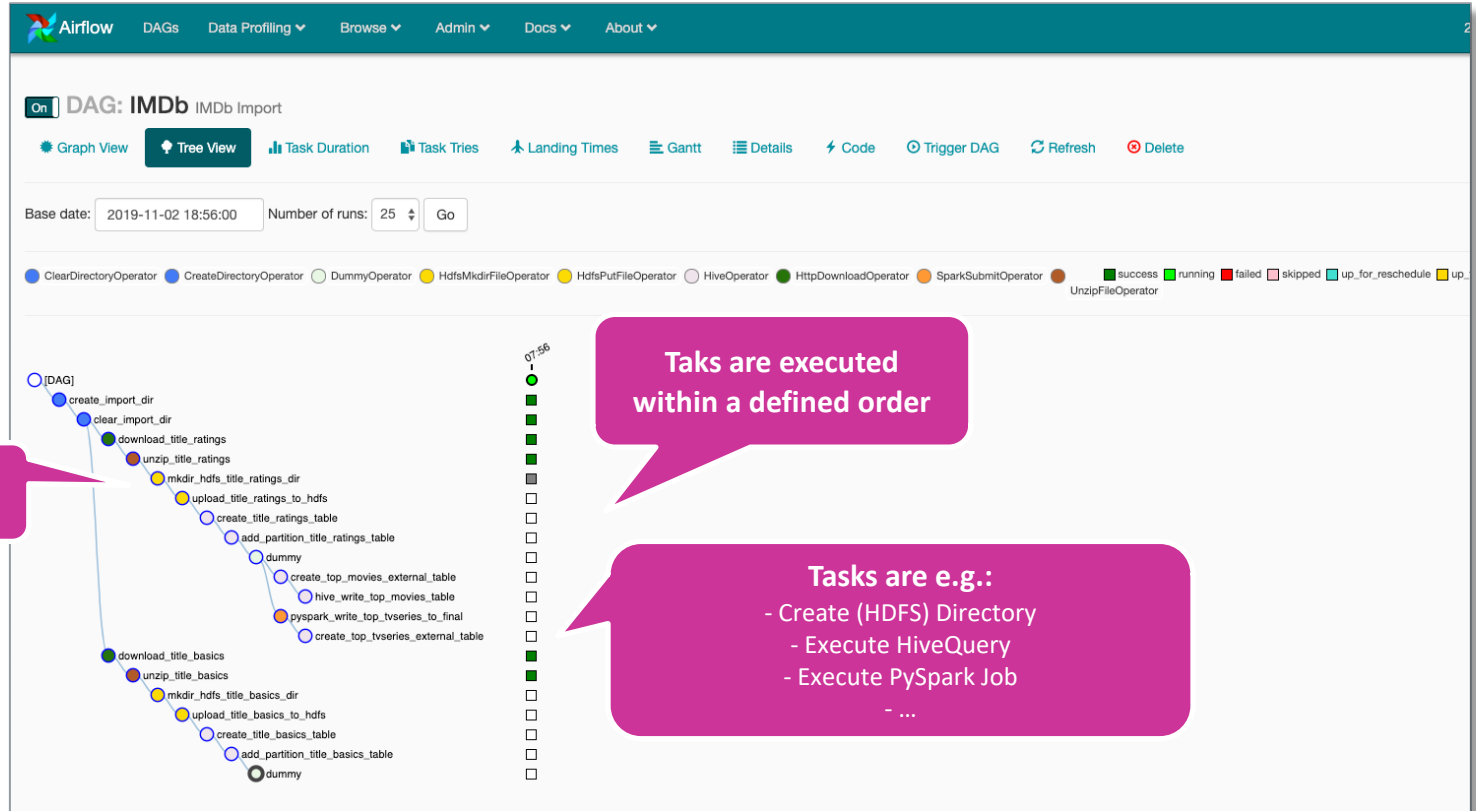 Airflow DAGs Data Profiling Browse Admin Docs About 2
On DAG: IMDb IMDb Import
Graph View Tree View Task Duration Task Tries Landing Times Gantt Details Code Trigger DAG Refresh Delete
Base date: 2019-11-02 18:56:00 Number of runs: 25 Go
ClearDirectoryOperator CreateDirectoryOperator DummyOperator HdfsMkdirFileOperator HdfsPutFileOperator HiveOperator HttpDownloadOperator SparkSubmitOperator success running failed skipped up_for_reschedule up_
UnzipFileOperator
07:56
Taks are executed
within a defined order
[DAG]
create_import_dir
clear_import_dir
download_title_ratings
unzip_title_ratings
mkdir_hdfs_title_ratings_dir
upload_title_ratings_to_hdfs
create_title_ratings_table
add_partition_title_ratings_table
dummy
create_top_movies_external_table
hive_write_top_movies_table
pyspark_write_top_tvseries_to_final
create_top_tvseries_external_table
download_title_basics
unzip_title_basics
mkdir_hdfs_title_basics_dir
upload_title_basics_to_hdfs
create_title_basics_table
add_partition_title_basics_table
dummy
Tasks are e.g.:
- Create (HDFS) Directory
- Execute HiveQuery
- Execute PySpark Job
- ...